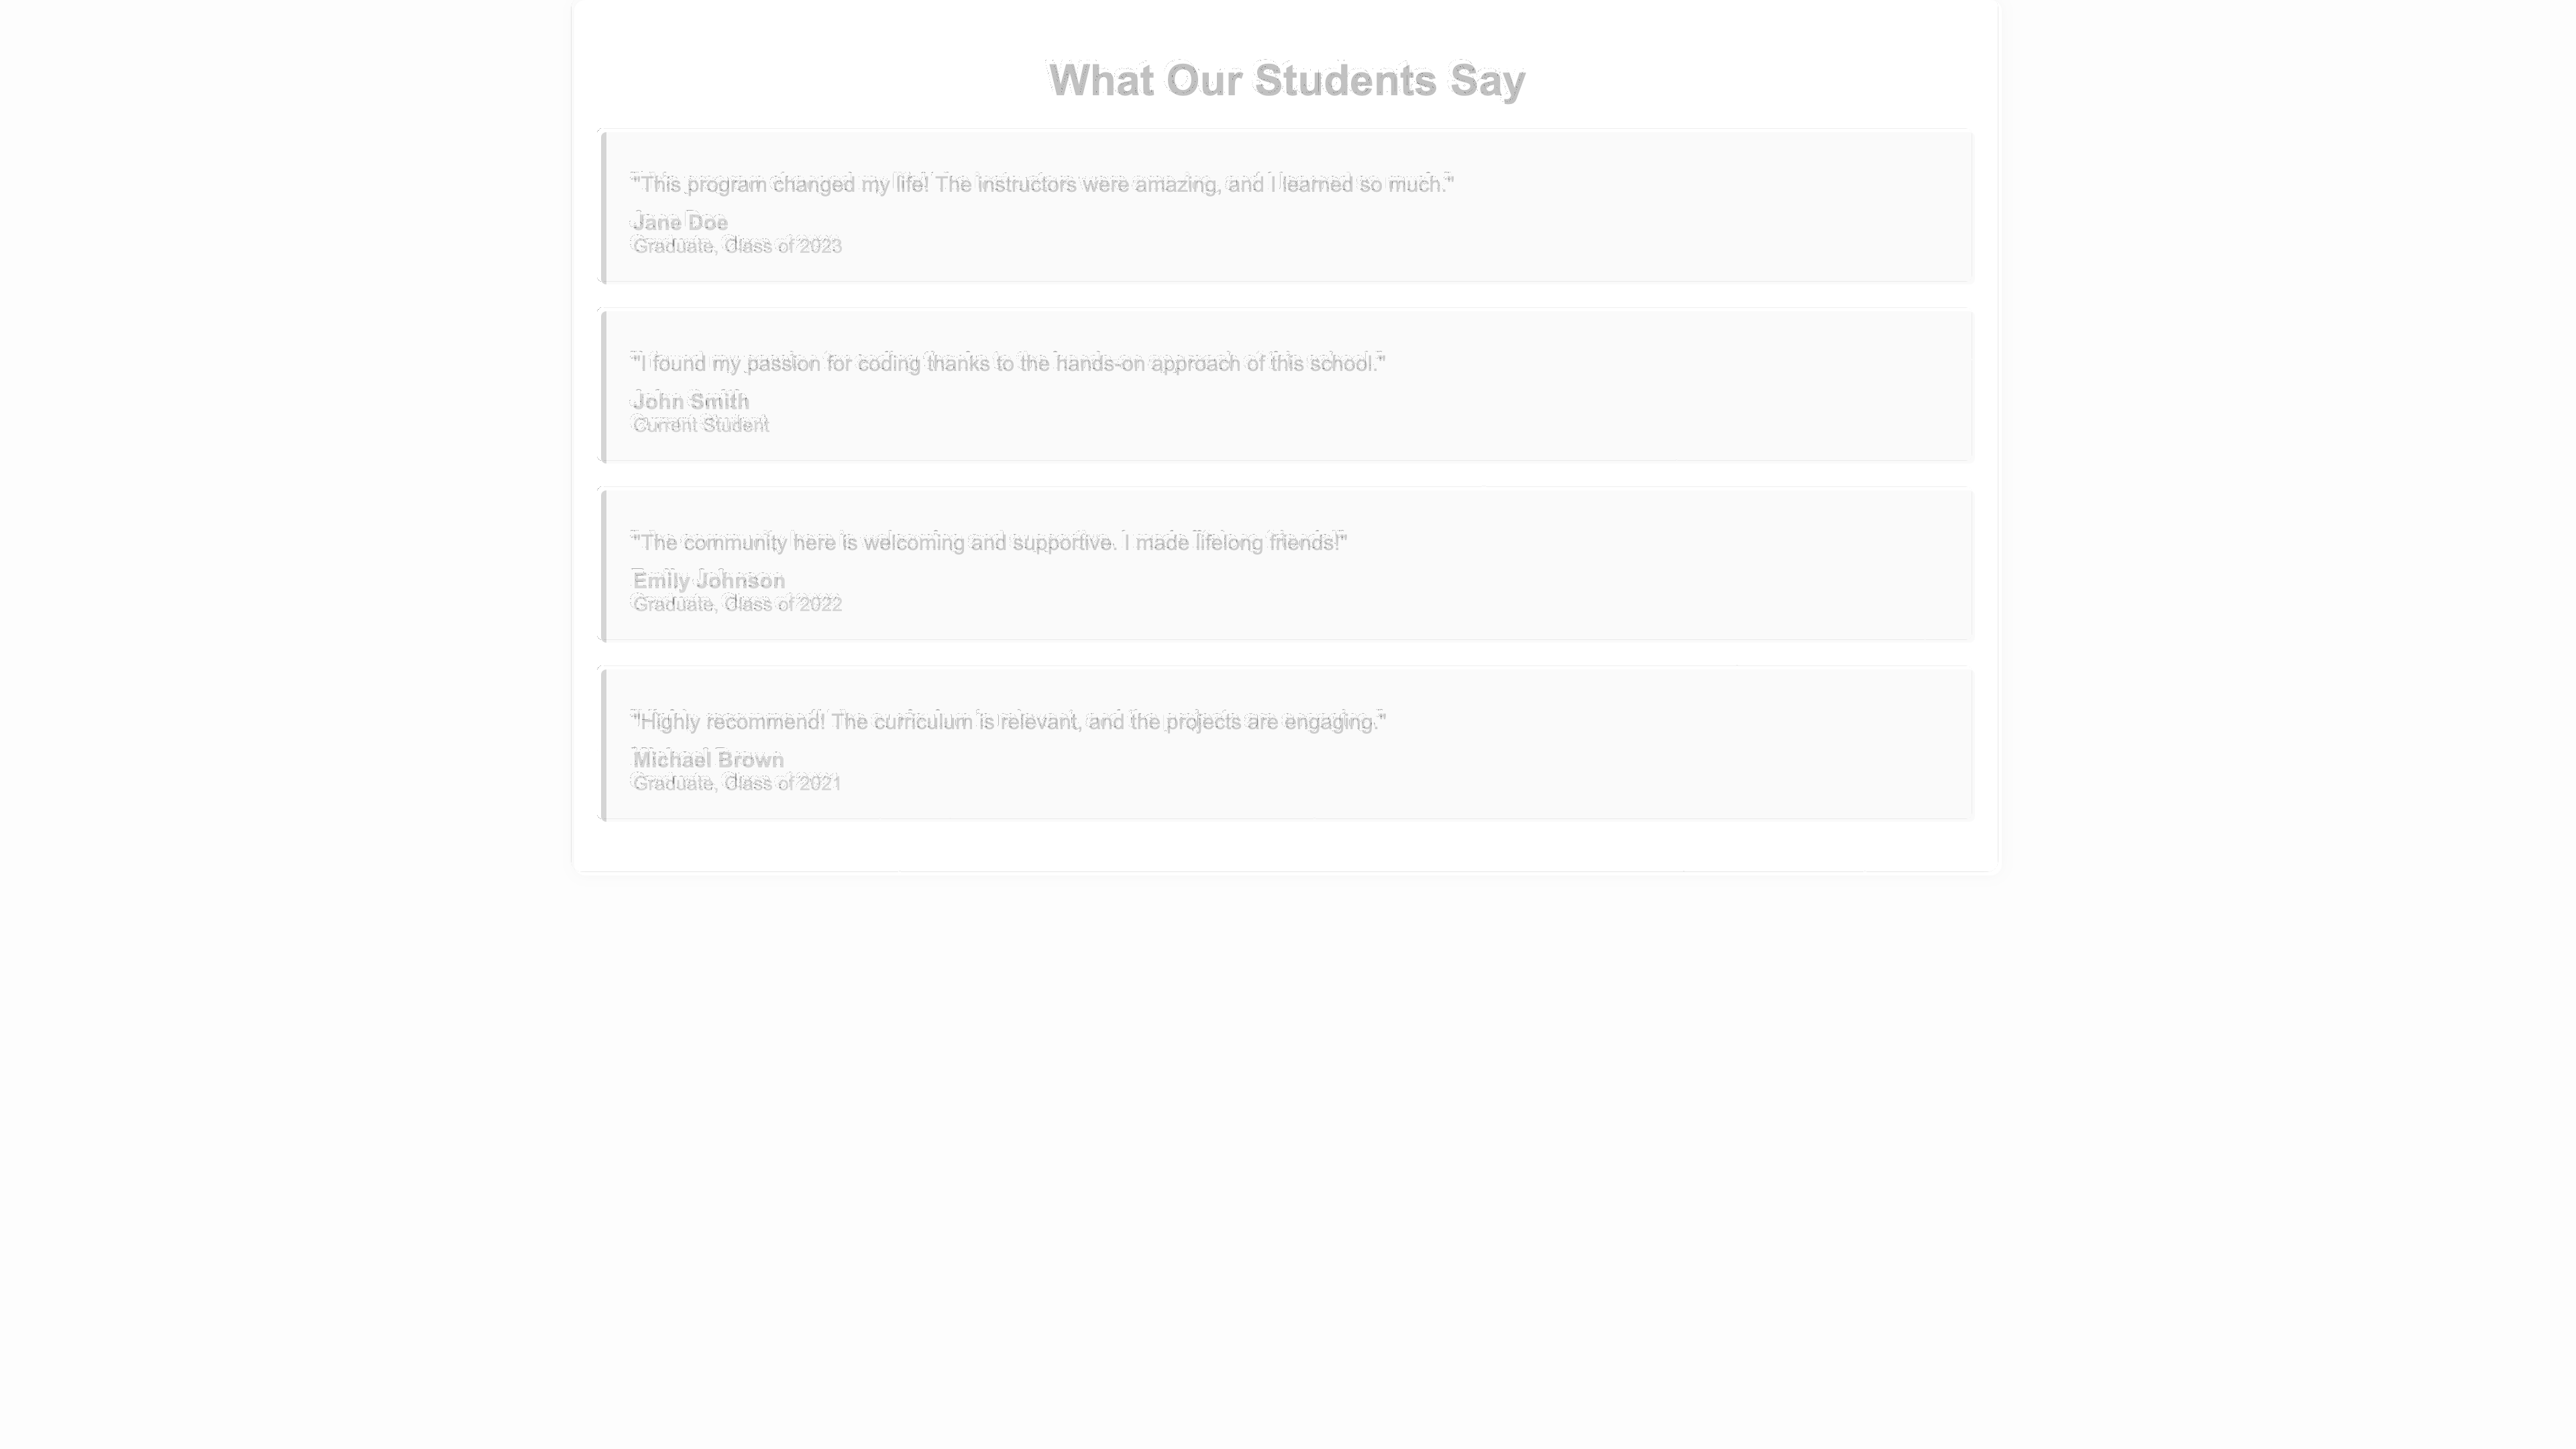 What Our Students Say
"This program changed my life! The instructors were amazing, and I learned so much."
Jane Doe
Graduate, Class of 2023
"I found my passion for coding thanks to the hands-on approach of this school."
John Smith
Current Student
"The community here is welcoming and supportive. I made lifelong friends!"
Emily Johnson
Graduate, Class of 2022
"Highly recommend! The curriculum is relevant, and the projects are engaging."
Michael Brown
Graduate, Class of 2021